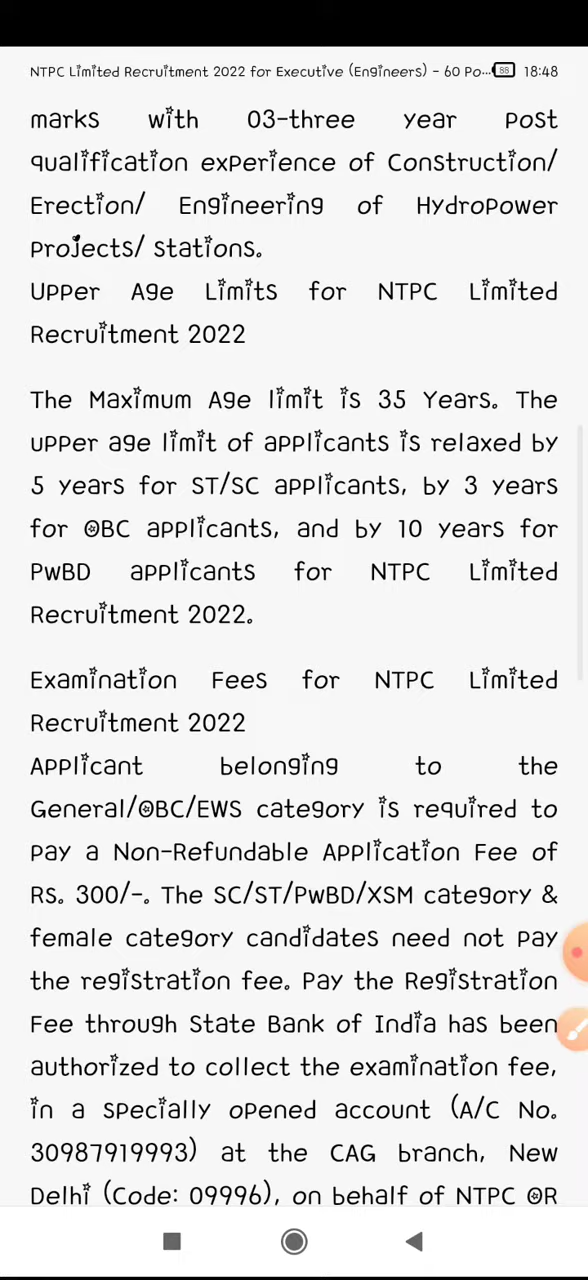 NTPC Limited Recruitment 2022 for Executive (Engineers) - 60 Po... 88 18:48
marks with 03-three year post
qualification experience of Construction/
Erection/ Engineering of Hydropower
Projects/ Stations.
Upper Age Limits for NTPC Limited
Recruitment 2022
The Maximum Age limit is 35 Years. The
upper age limit of applicants is relaxed by
5 years for ST/SC applicants, by 3 years
for OBC applicants, and by 10 years for
PwBD applicants for NTPC Limited
Recruitment 2022.
Examination Fees for NTPC Limited
Recruitment 2022
Applicant belonging to the
General/OBC/EWS category is required to
pay a Non-Refundable Application Fee of
Rs. 300/-. The SC/ST/PwBD/XSM category &
female category candidates need not pay
the registration fee. Pay the Registration
Fee through State Bank of India has been
authorized to collect the examination fee,
in a specially opened account (A/C No.
30987919993) at the CAG branch, New
Delhi (Code: 09996), on behalf of NTPC OR